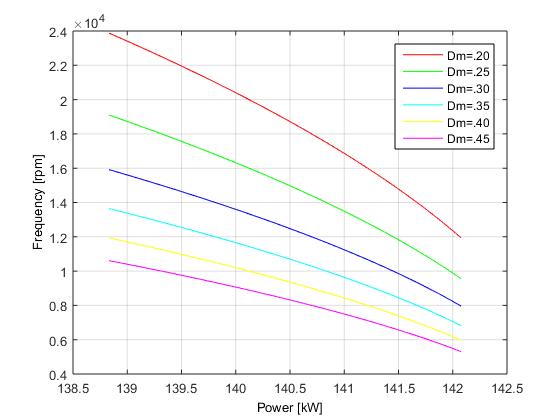 ×10⁴
2.4
2.2
2
1.8
1.6
1.4
1.2
1
0.8
0.6
0.4
Frequency [rpm]
Dm=.20
Dm=.25
Dm=.30
Dm=.35
Dm=.40
Dm=.45
138.5 139 139.5 140 140.5 141 141.5 142 142.5
Power [kW]